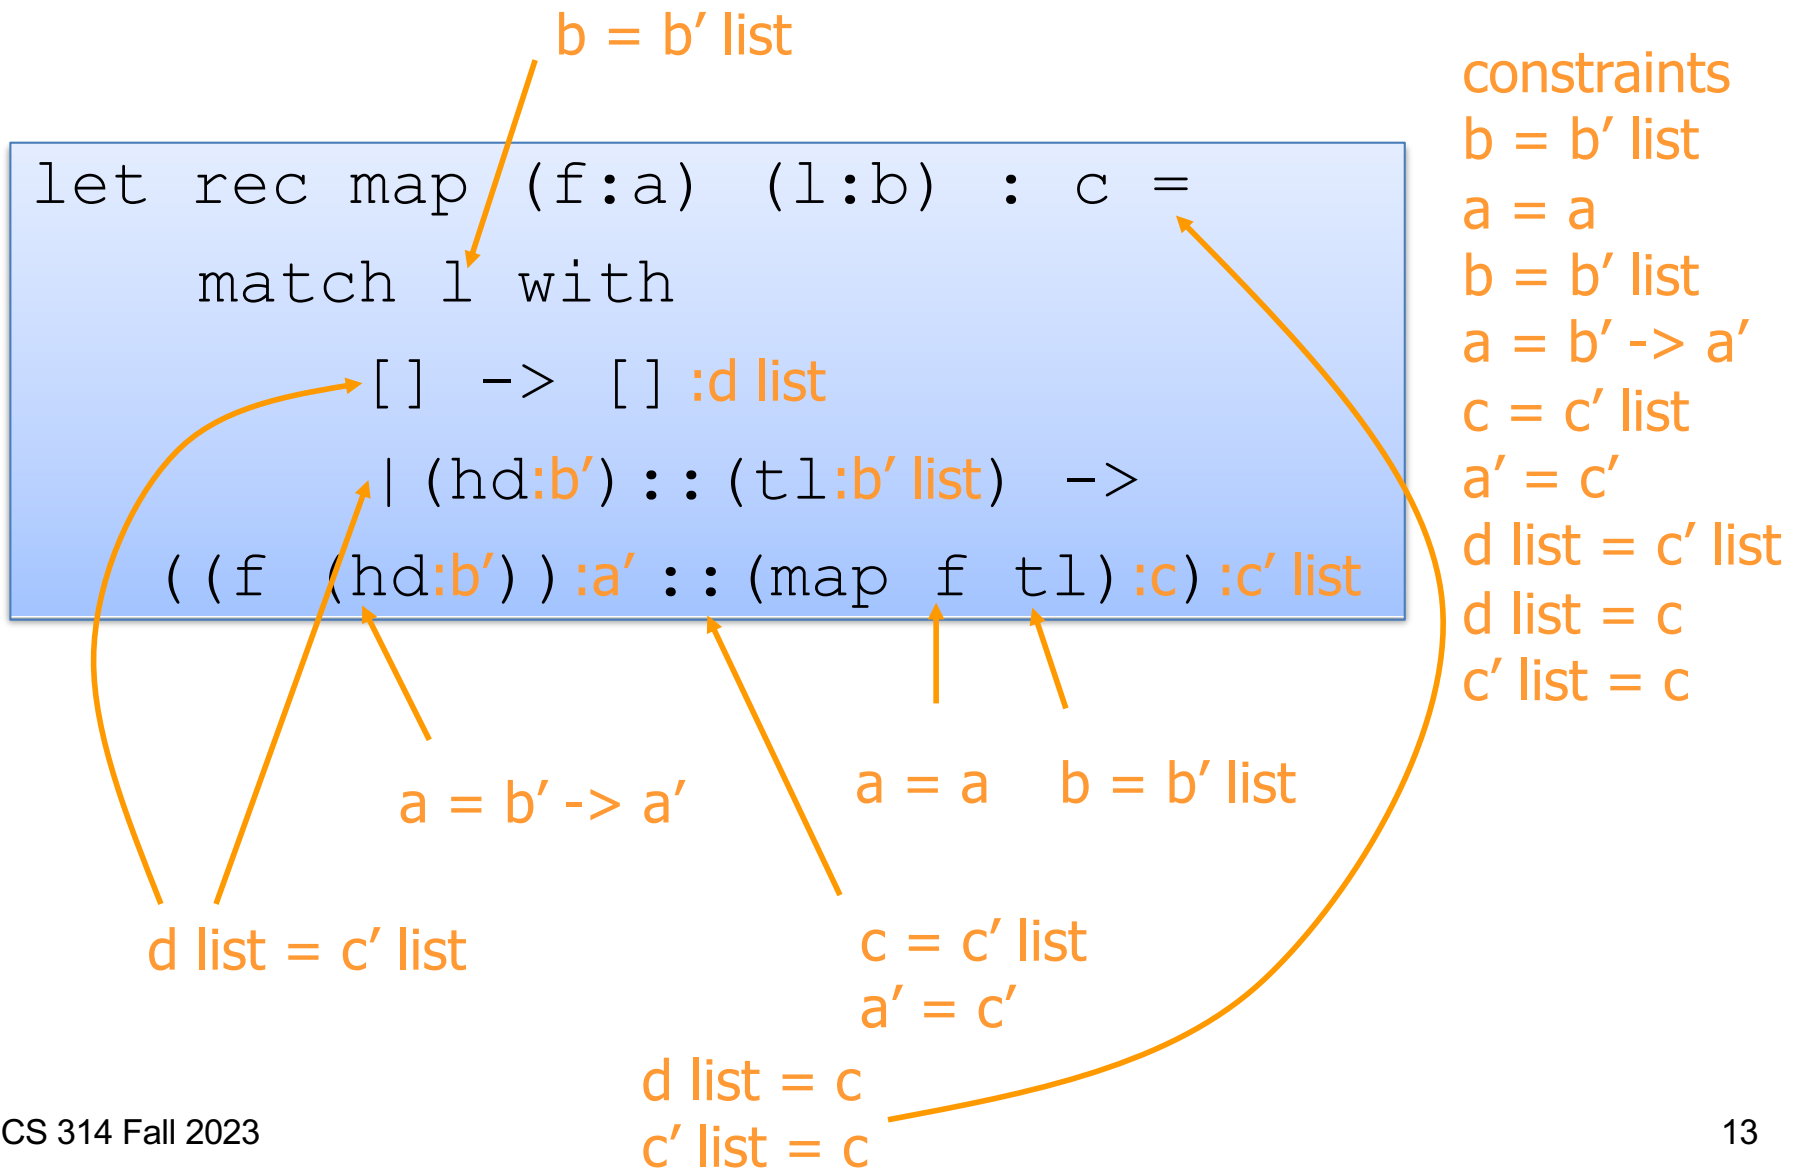 b = b′ list
let rec map (f:a) (l:b) : c =
match l with
[] -> [] :d list
|(hd:b′)::(tl:b′ list) ->
((f (hd:b′)):a′ ::(map f tl):c):c′ list
a = b′ -> a′
a = a
b = b′ list
d list = c′ list
c = c′ list
a′ = c′
d list = c
c′ list = c
constraints
b = b′ list
a = a
b = b′ list
a = b′ -> a′
c = c′ list
a′ = c′
d list = c′ list
d list = c
c′ list = c
CS 314 Fall 2023
13